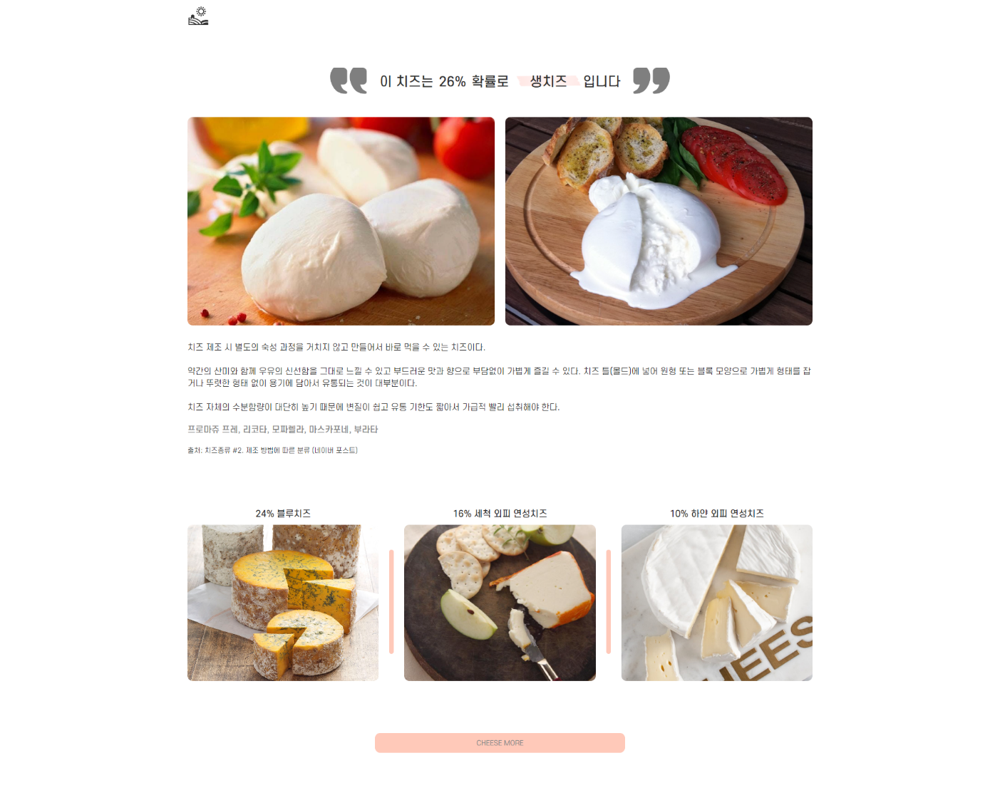 이 치즈는 26% 확률로 생치즈 입니다
치즈 제조 시 별도의 숙성 과정을 거치지 않고 만들어서 바로 먹을 수 있는 치즈이다.
약간의 산미와 함께 우유의 신선함을 그대로 느낄 수 있고 부드러운 맛과 향으로 부담없이 가볍게 즐길 수 있다. 치즈 틀(몰드)에 넣어 원형 또는 블록 모양으로 가볍게 형태를 잡
거나 뚜렷한 형태 없이 용기에 담아서 유통되는 것이 대부분이다.
치즈 자체의 수분함량이 대단히 높기 때문에 변질이 쉽고 유통 기한도 짧아서 가급적 빨리 섭취해야 한다.
프로마쥬 프레, 리코타, 모짜렐라, 마스카포네, 부라타
출처: 치즈종류 #2. 제조 방법에 따른 분류 (네이버 포스트)
24% 블루치즈
16% 세척 외피 연성치즈
10% 하얀 외피 연성치즈
HEES
CHEESE MORE